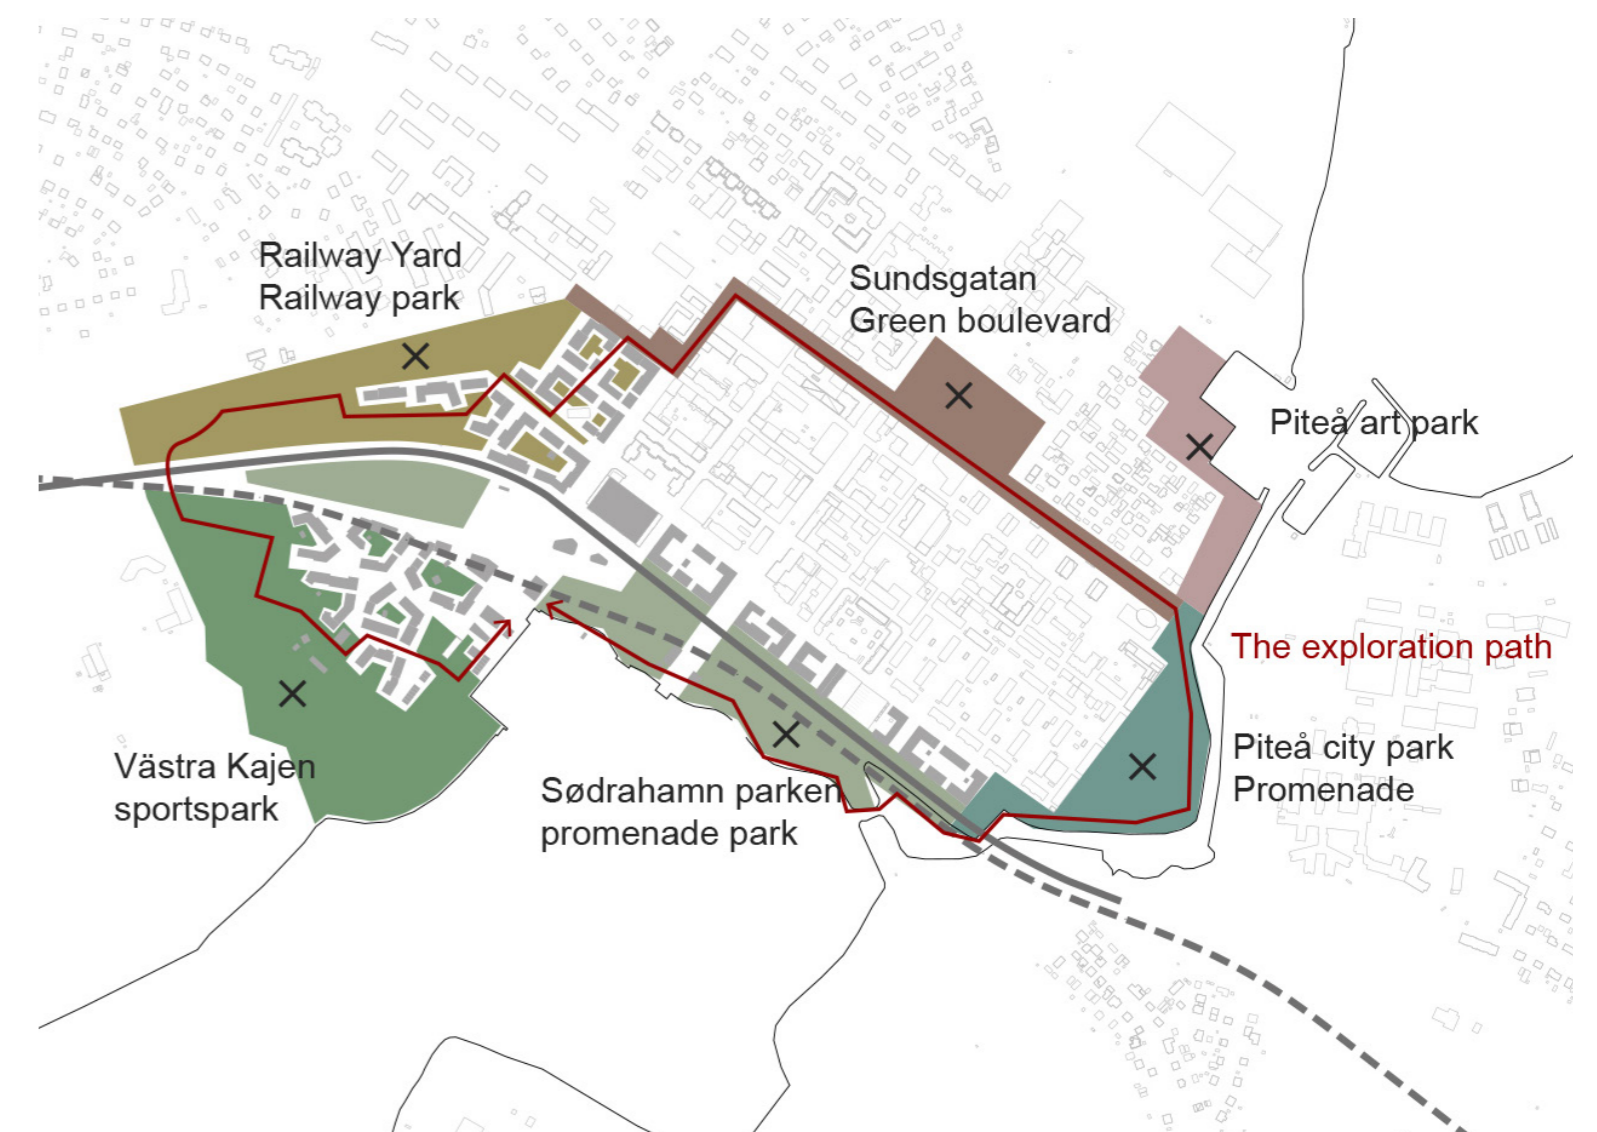 Railway Yard
Railway park
Sundsgatan
Green boulevard
Piteå art park
The exploration path
Piteå city park
Promenade
Västra Kajen
sportspark
Sødrahamn parken
promenade park